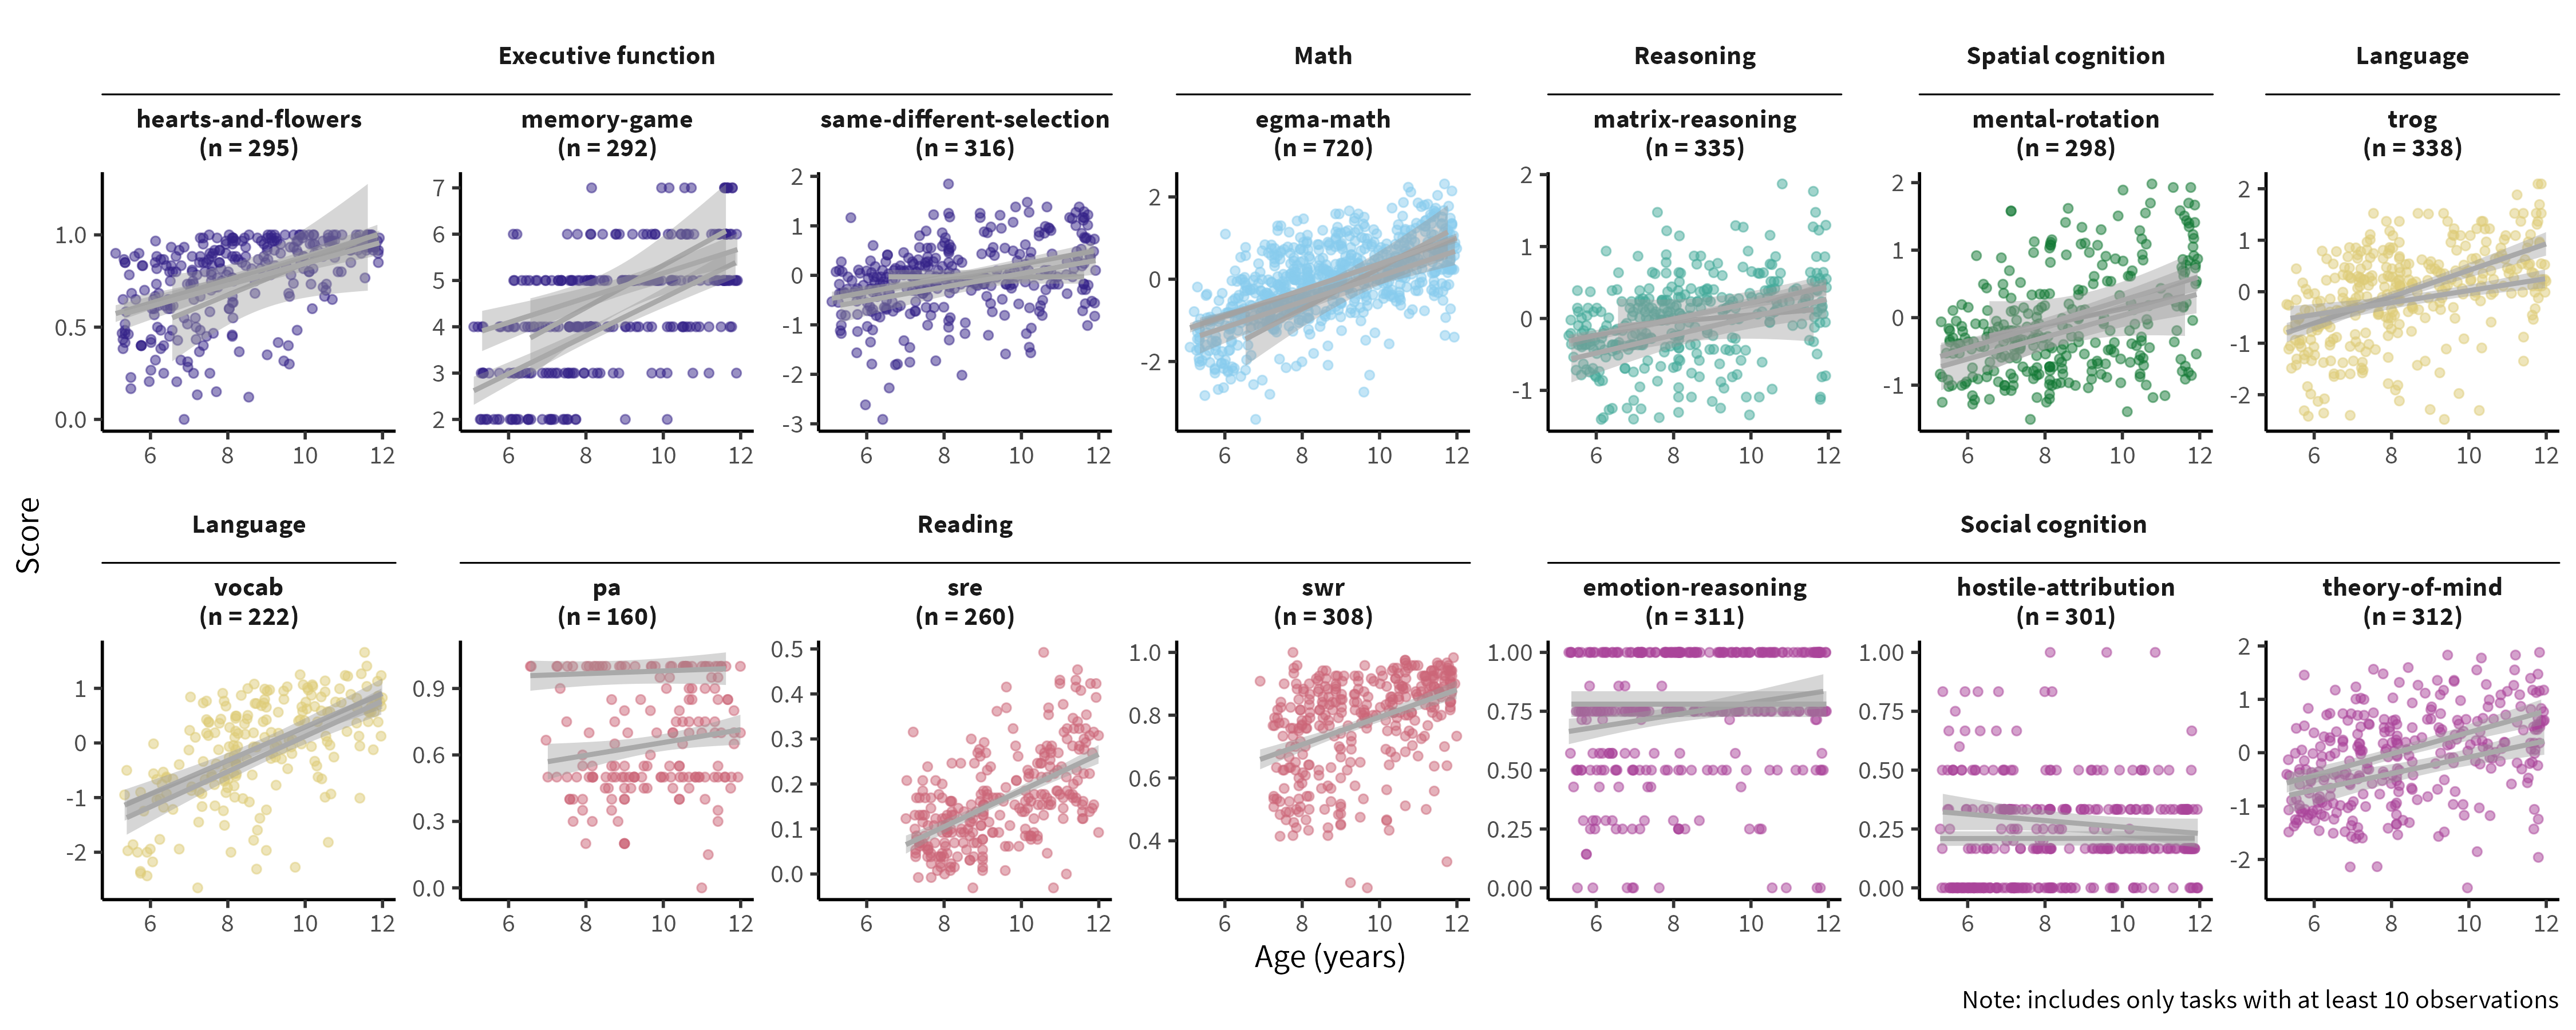 Executive function
Math
Reasoning
Spatial cognition
Language
hearts-and-flowers
(n = 295)
memory-game
(n = 292)
same-different-selection
(n = 316)
egma-math
(n = 720)
matrix-reasoning
(n = 335)
mental-rotation
(n = 298)
trog
(n = 338)
1.0
0.5
0.0
6 8 10 12
7
6
5
4
3
2
6 8 10 12
2
1
0
-1
-2
-3
6 8 10 12
2
0
-2
6 8 10 12
2
1
0
-1
6 8 10 12
2
1
0
-1
6 8 10 12
2
1
0
-1
-2
6 8 10 12
Score
Language
Reading
Social cognition
vocab
(n = 222)
pa
(n = 160)
sre
(n = 260)
swr
(n = 308)
emotion-reasoning
(n = 311)
hostile-attribution
(n = 301)
theory-of-mind
(n = 312)
1
0
-1
-2
6 8 10 12
0.9
0.6
0.3
0.0
6 8 10 12
0.5
0.4
0.3
0.2
0.1
0.0
6 8 10 12
1.0
0.8
0.6
0.4
6 8 10 12
1.00
0.75
0.50
0.25
0.00
6 8 10 12
1.00
0.75
0.50
0.25
0.00
6 8 10 12
2
1
0
-1
-2
6 8 10 12
Age (years)
Note: includes only tasks with at least 10 observations